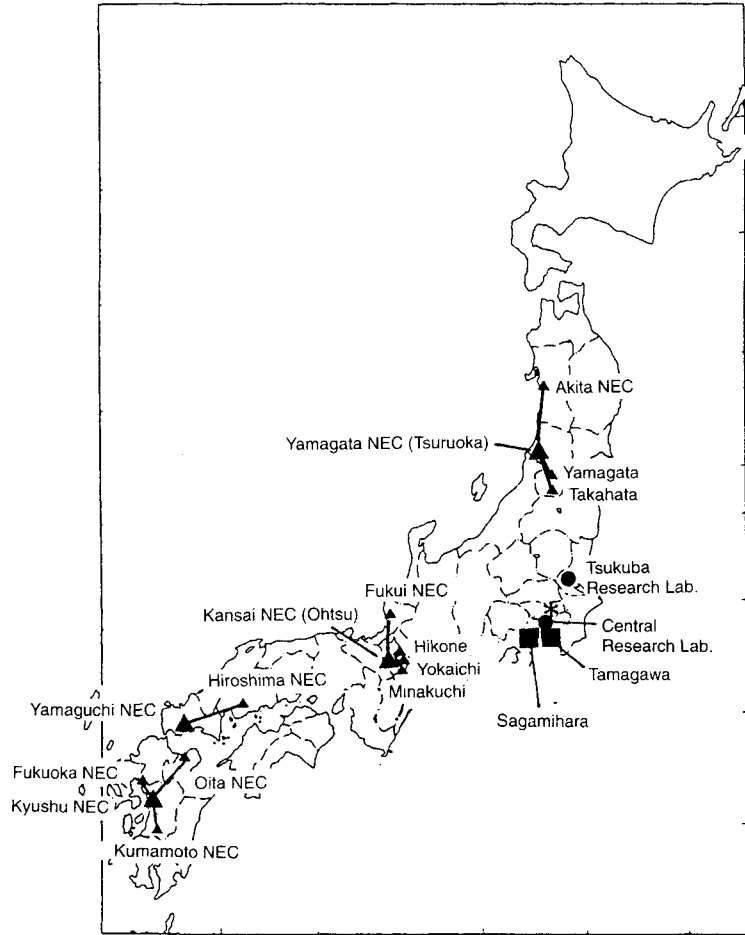 Akita NEC
Yamagata NEC (Tsuruoka)
Yamagata
Takahata
Tsukuba
Research Lab.
Fukui NEC
Kansai NEC (Ohtsu)
Central
Research Lab.
Hikone
Yokaichi
Tamagawa
Minakuchi
Hiroshima NEC
Sagamihara
Yamaguchi NEC
Fukuoka NEC
Oita NEC
Kyushu NEC
Kumamoto NEC